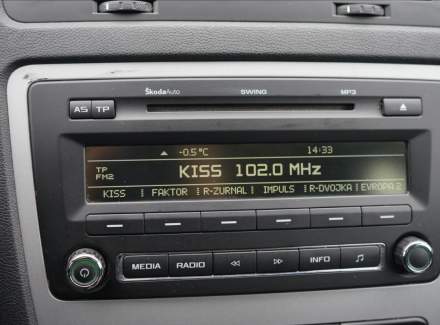 ŠkodaAuto SWING MP3
AS TP
-0.5°C 14:33
TP
FM2
KISS 102.0 MHz
KISS FAKTOR R-ZURNAL IMPULS R-DVOJKA EVROPA 2
MEDIA RADIO INFO